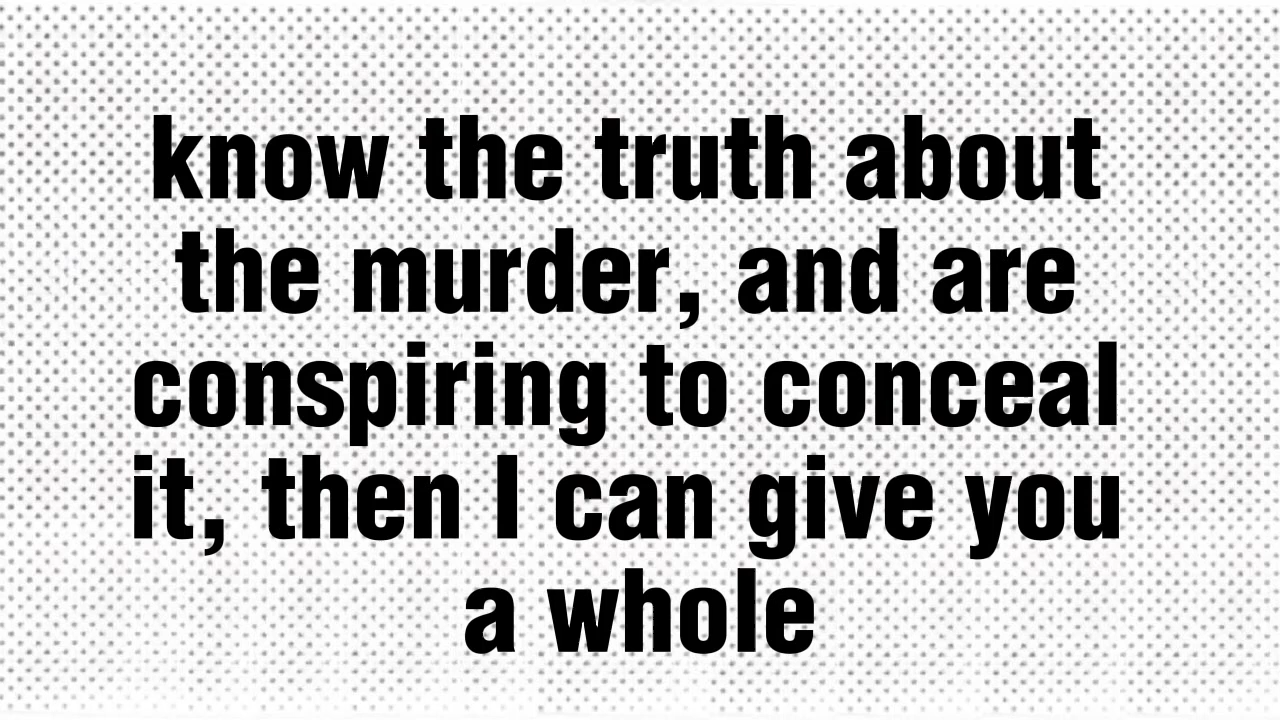 know the truth about
the murder, and are
conspiring to conceal
it, then I can give you
a whole